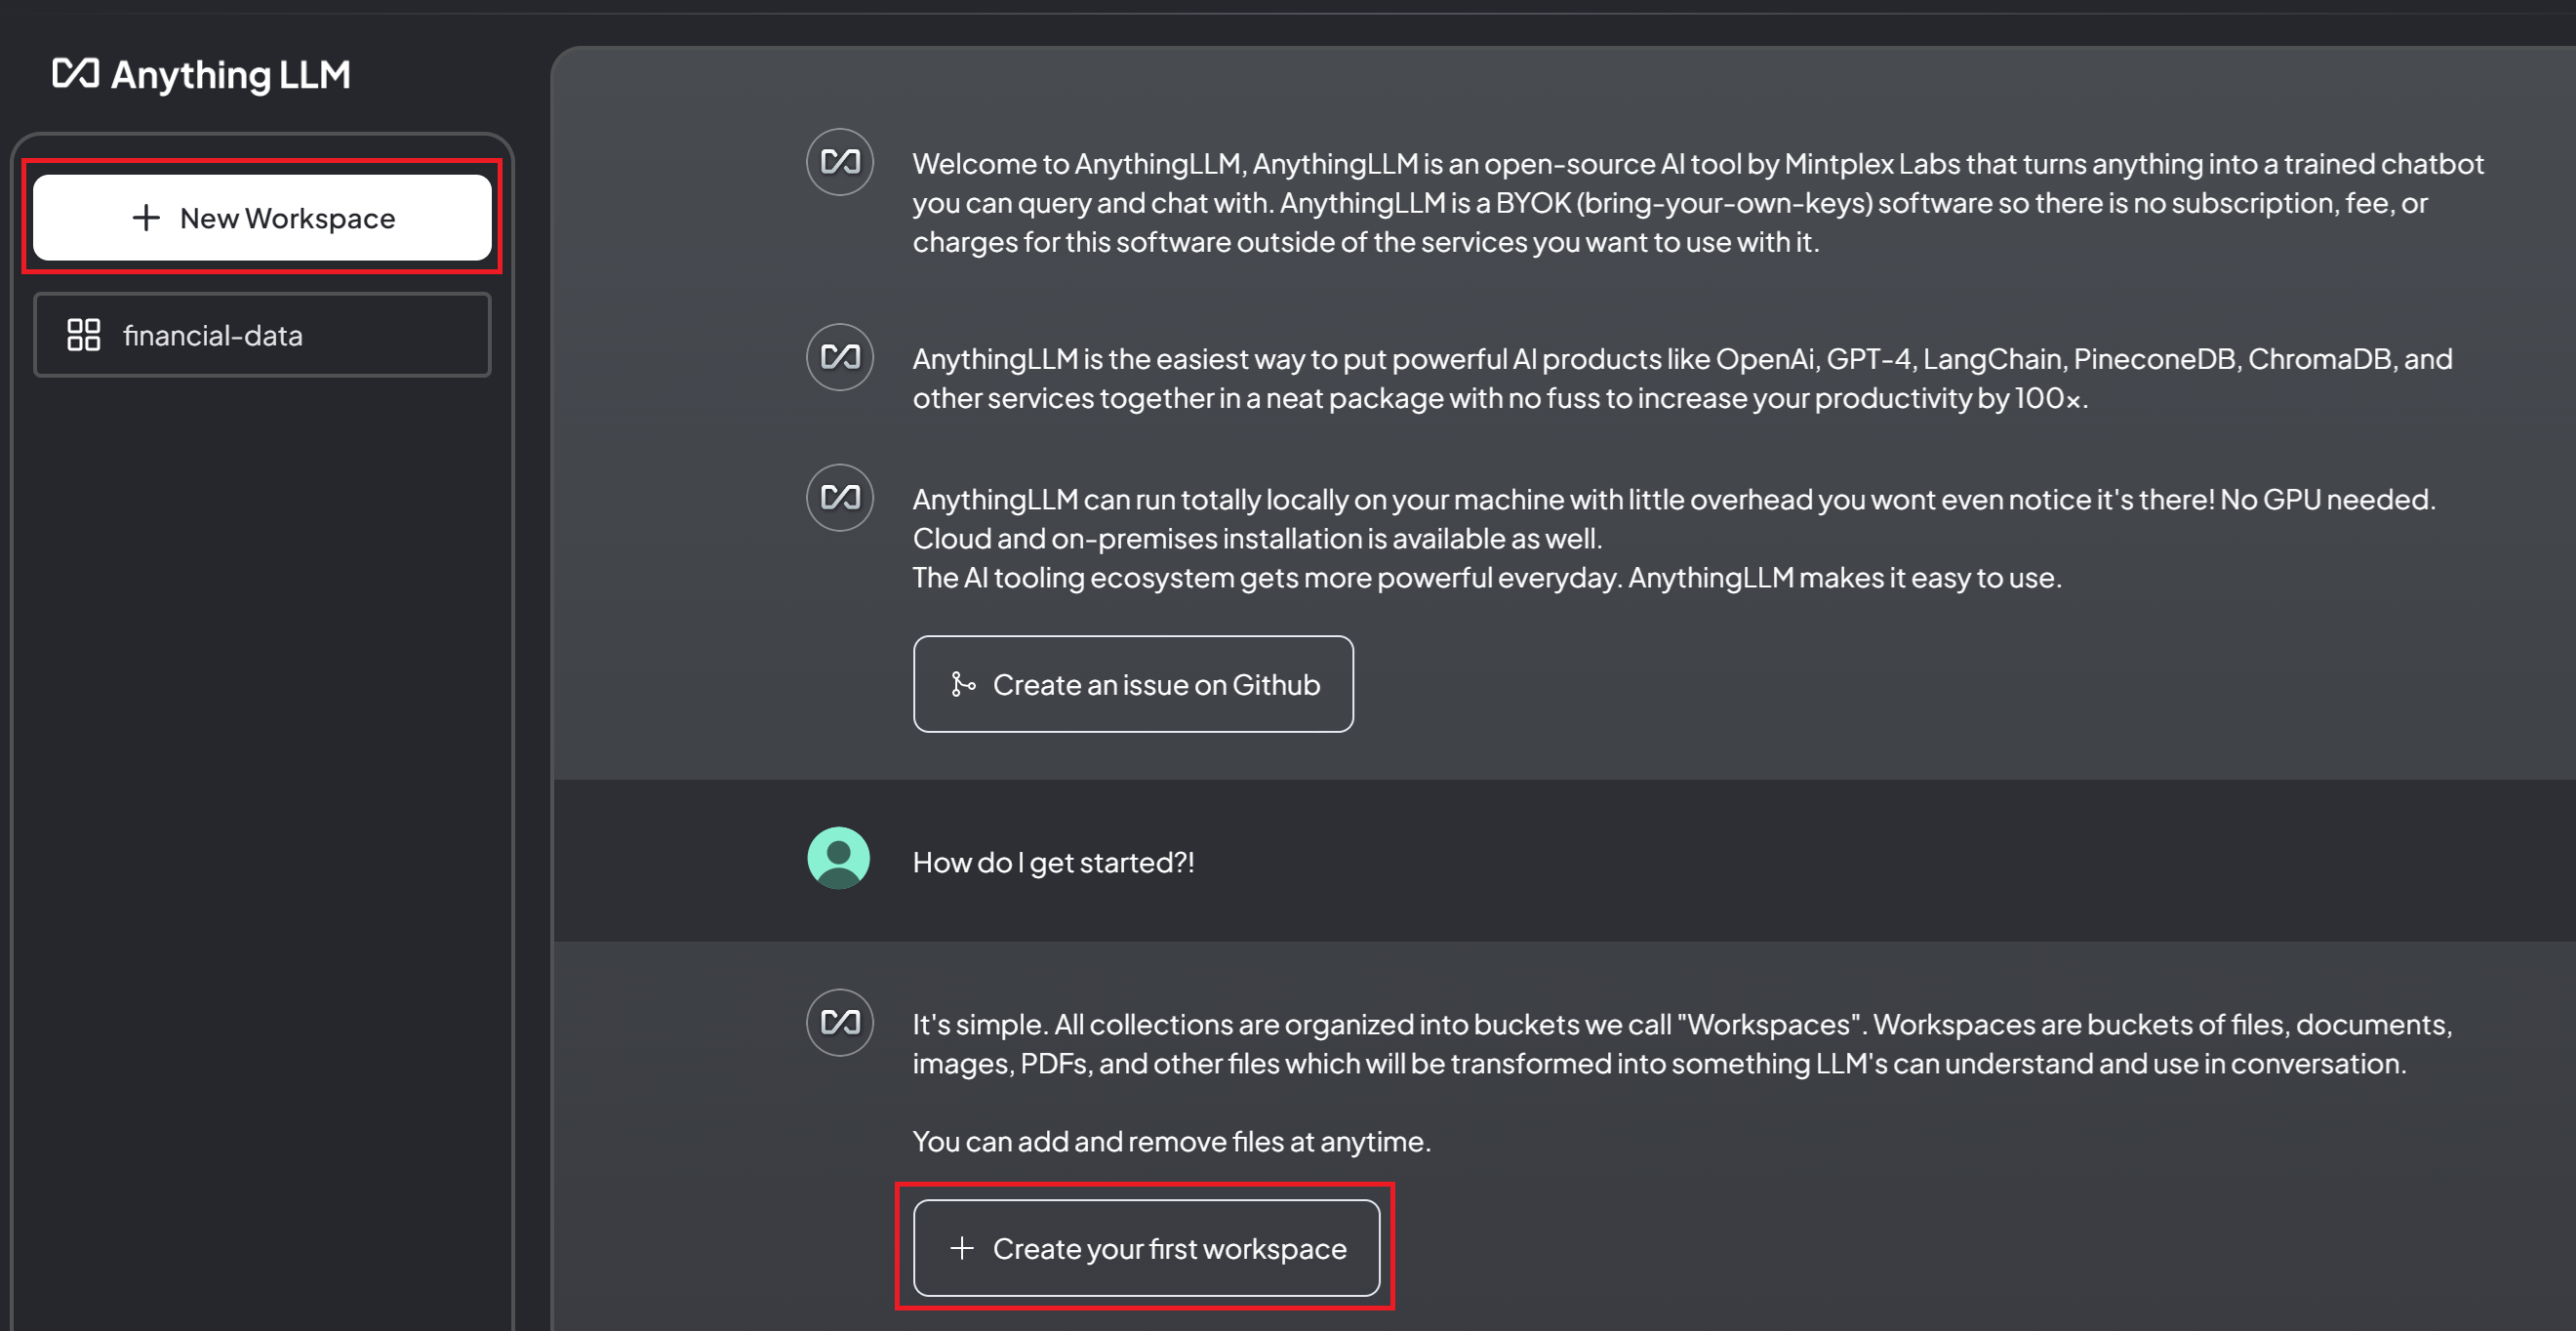 Anything LLM
New Workspace
financial-data
Welcome to AnythingLLM, AnythingLLM is an open-source AI tool by Mintplex Labs that turns anything into a trained chatbot
you can query and chat with. AnythingLLM is a BYOK (bring-your-own-keys) software so there is no subscription, fee, or
charges for this software outside of the services you want to use with it.
AnythingLLM is the easiest way to put powerful AI products like OpenAi, GPT-4, LangChain, PineconeDB, ChromaDB, and
other services together in a neat package with no fuss to increase your productivity by 100x.
AnythingLLM can run totally locally on your machine with little overhead you wont even notice it's there! No GPU needed.
Cloud and on-premises installation is available as well.
The AI tooling ecosystem gets more powerful everyday. AnythingLLM makes it easy to use.
Create an issue on Github
How do I get started?!
It's simple. All collections are organized into buckets we call "Workspaces". Workspaces are buckets of files, documents,
images, PDFs, and other files which will be transformed into something LLM's can understand and use in conversation.
You can add and remove files at anytime.
Create your first workspace